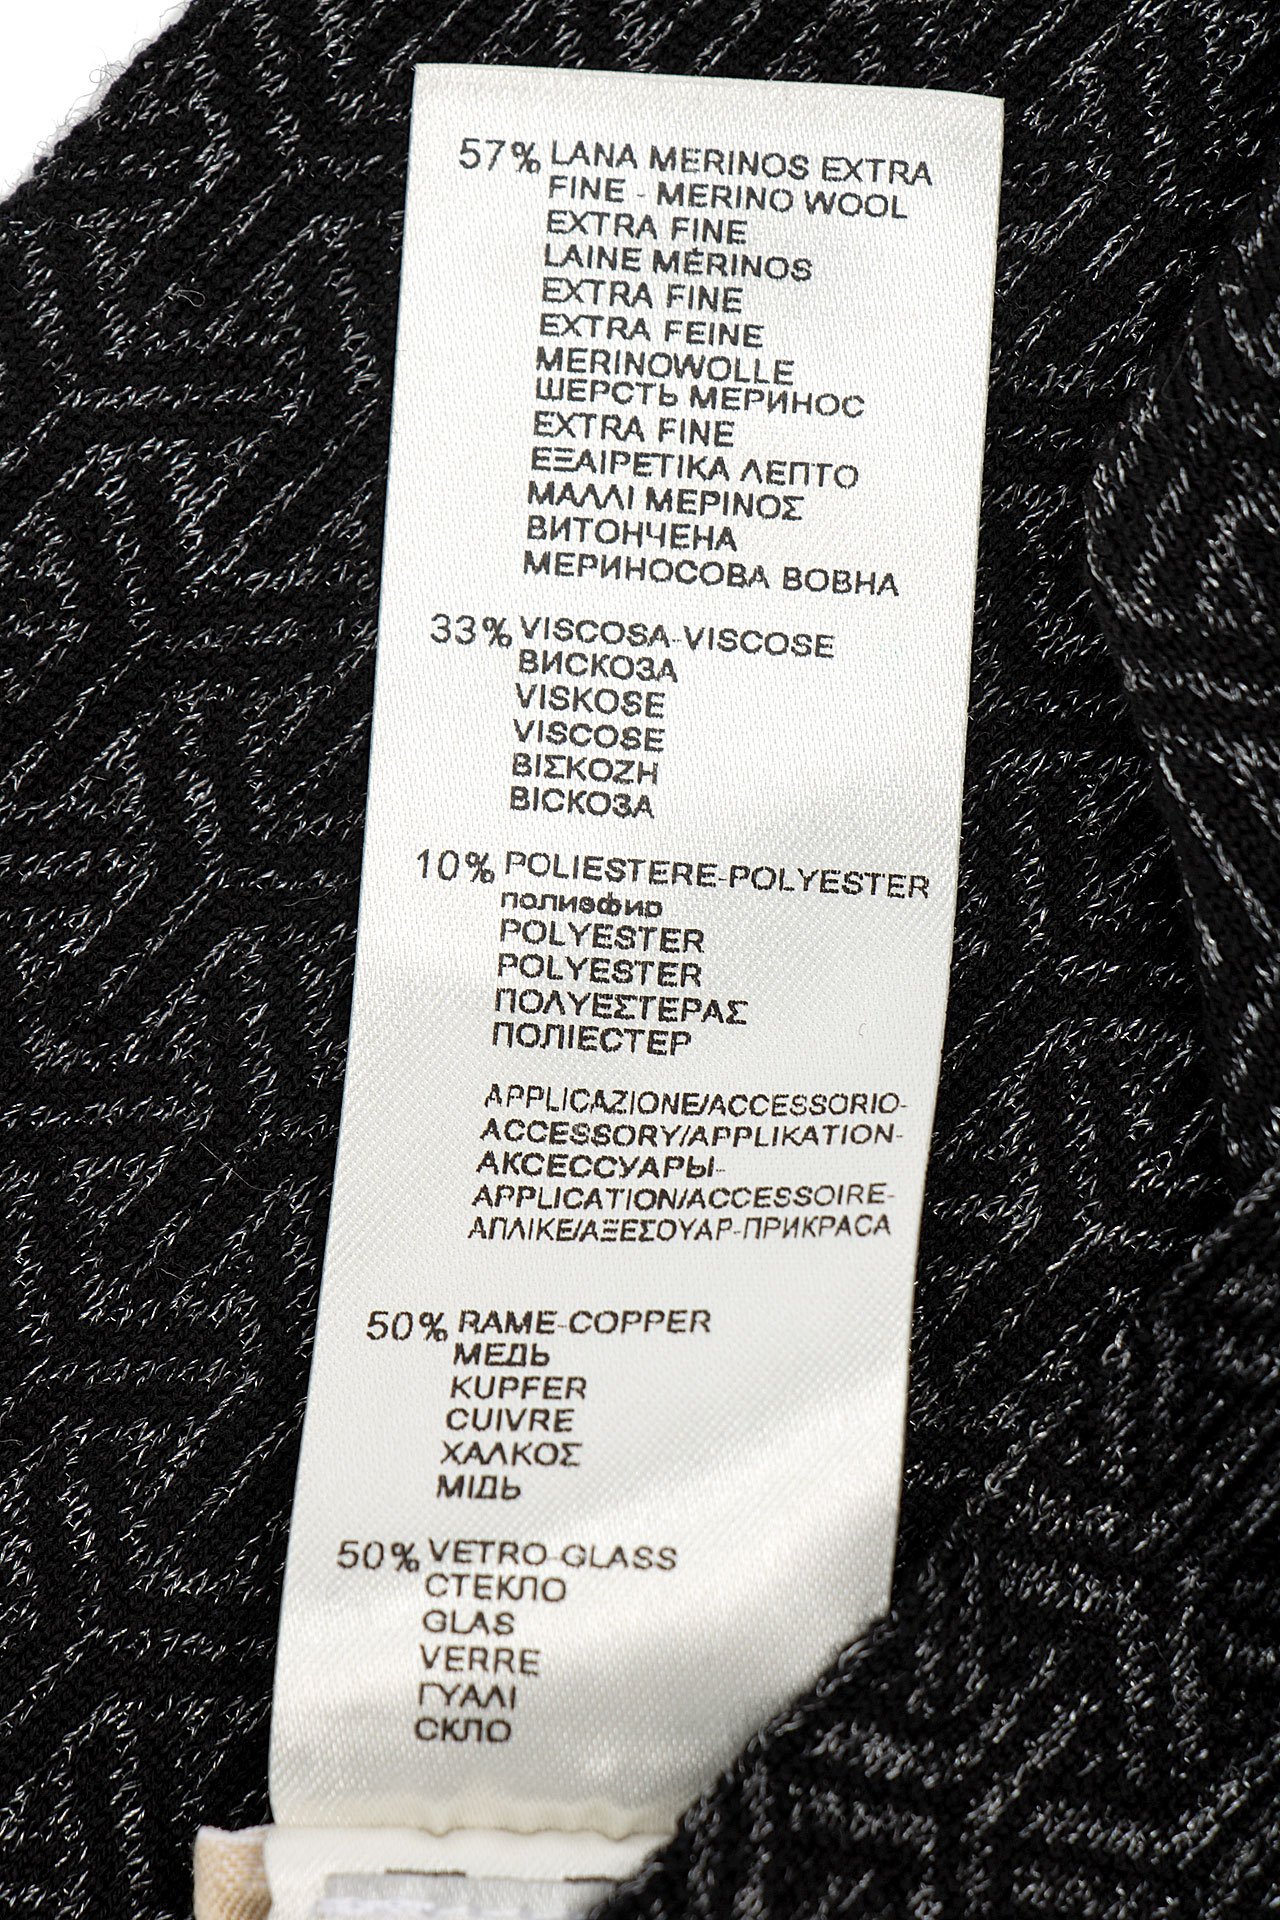 57% LANA MERINOS EXTRA
FINE - MERINO WOOL
EXTRA FINE
LAINE MÉRINOS
EXTRA FINE
EXTRA FEINE
MERINOWOLLE
ШЕРСТЬ МЕРИНОС
EXTRA FINE
ΕΞΑΙΡΕΤΙΚΑ ΛΕΠΤΟ
ΜΑΛΛΙ ΜΕΡΙΝΟΣ
ВИТОНЧЕНА
МЕРИНОСОВА ВОВНА
33% VISCOSA-VISCOSE
ВИСКОЗА
VISKOSE
VISCOSE
ΒΙΣΚΟΖΗ
ВІСКОЗА
10% POLIESTERE-POLYESTER
полиэфир
POLYESTER
POLYESTER
ΠΟΛΥΕΣΤΕΡΑΣ
ПОЛІЕСТЕР
APPLICAZIONE/ACCESSORIO-
ACCESSORY/APPLIKATION-
АКСЕССУАРЫ-
APPLICATION/ACCESSOIRE-
ΑΠΛΙΚΕ/ΑΞΕΣΟΥΑΡ-ПРИКРАСА
50% RAME-COPPER
МЕДЬ
KUPFER
CUIVRE
ΧΑΛΚΟΣ
МІДЬ
50% VETRO-GLASS
СТЕКЛО
GLAS
VERRE
ΓΥΑΛΙ
СКЛО